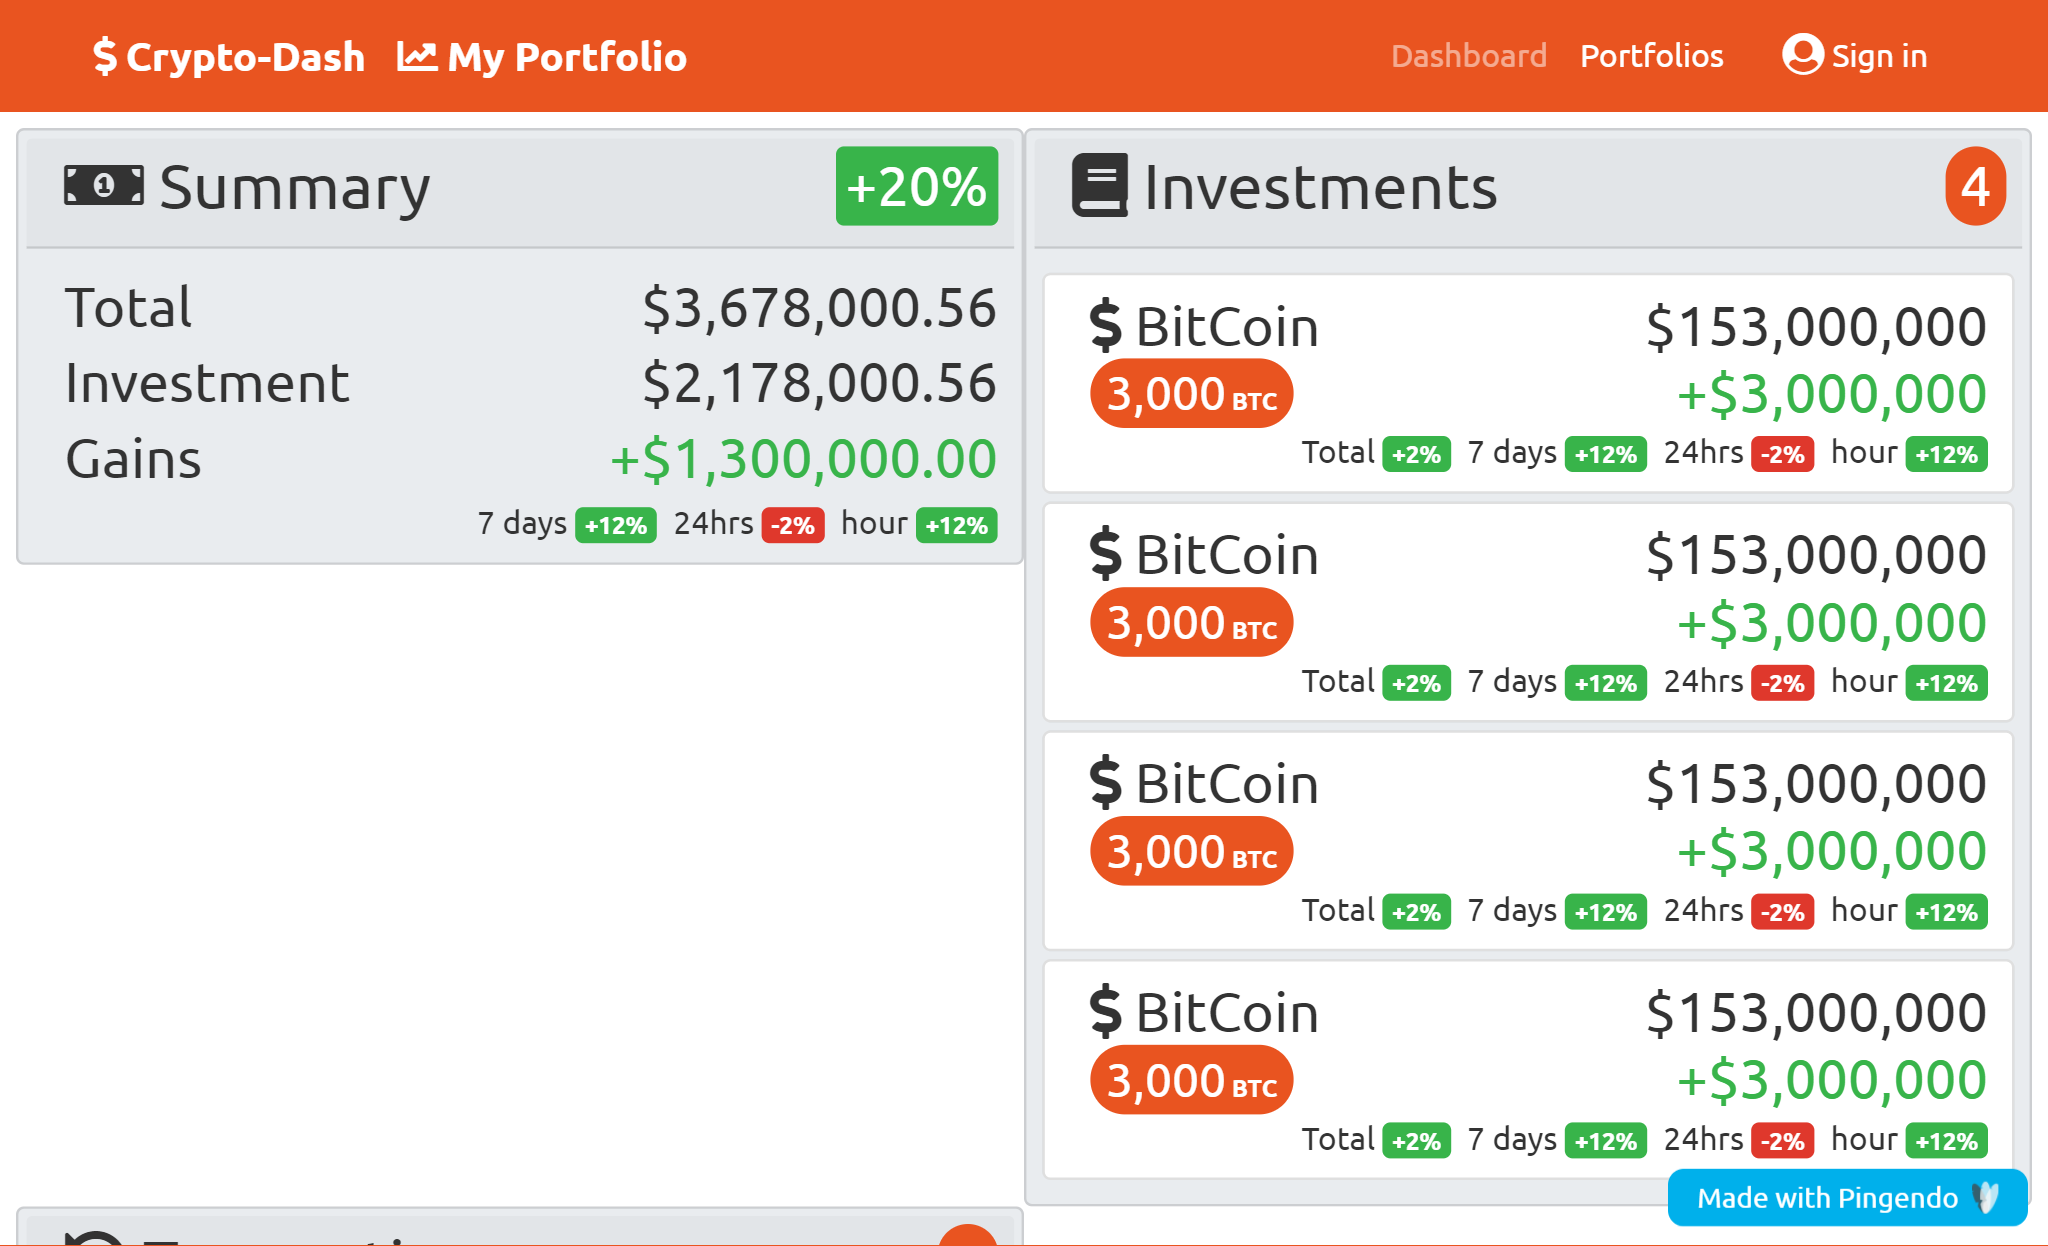 Crypto-Dash My Portfolio Dashboard Portfolios Sign in
Summary +20%
Total $3,678,000.56
Investment $2,178,000.56
Gains +$1,300,000.00
7 days +12% 24hrs -2% hour +12%
Investments 4
BitCoin $153,000,000
3,000 BTC +$3,000,000
Total +2% 7 days +12% 24hrs -2% hour +12%
BitCoin $153,000,000
3,000 BTC +$3,000,000
Total +2% 7 days +12% 24hrs -2% hour +12%
BitCoin $153,000,000
3,000 BTC +$3,000,000
Total +2% 7 days +12% 24hrs -2% hour +12%
BitCoin $153,000,000
3,000 BTC +$3,000,000
Total +2% 7 days +12% 24hrs -2% hour +12%
Made with Pingendo